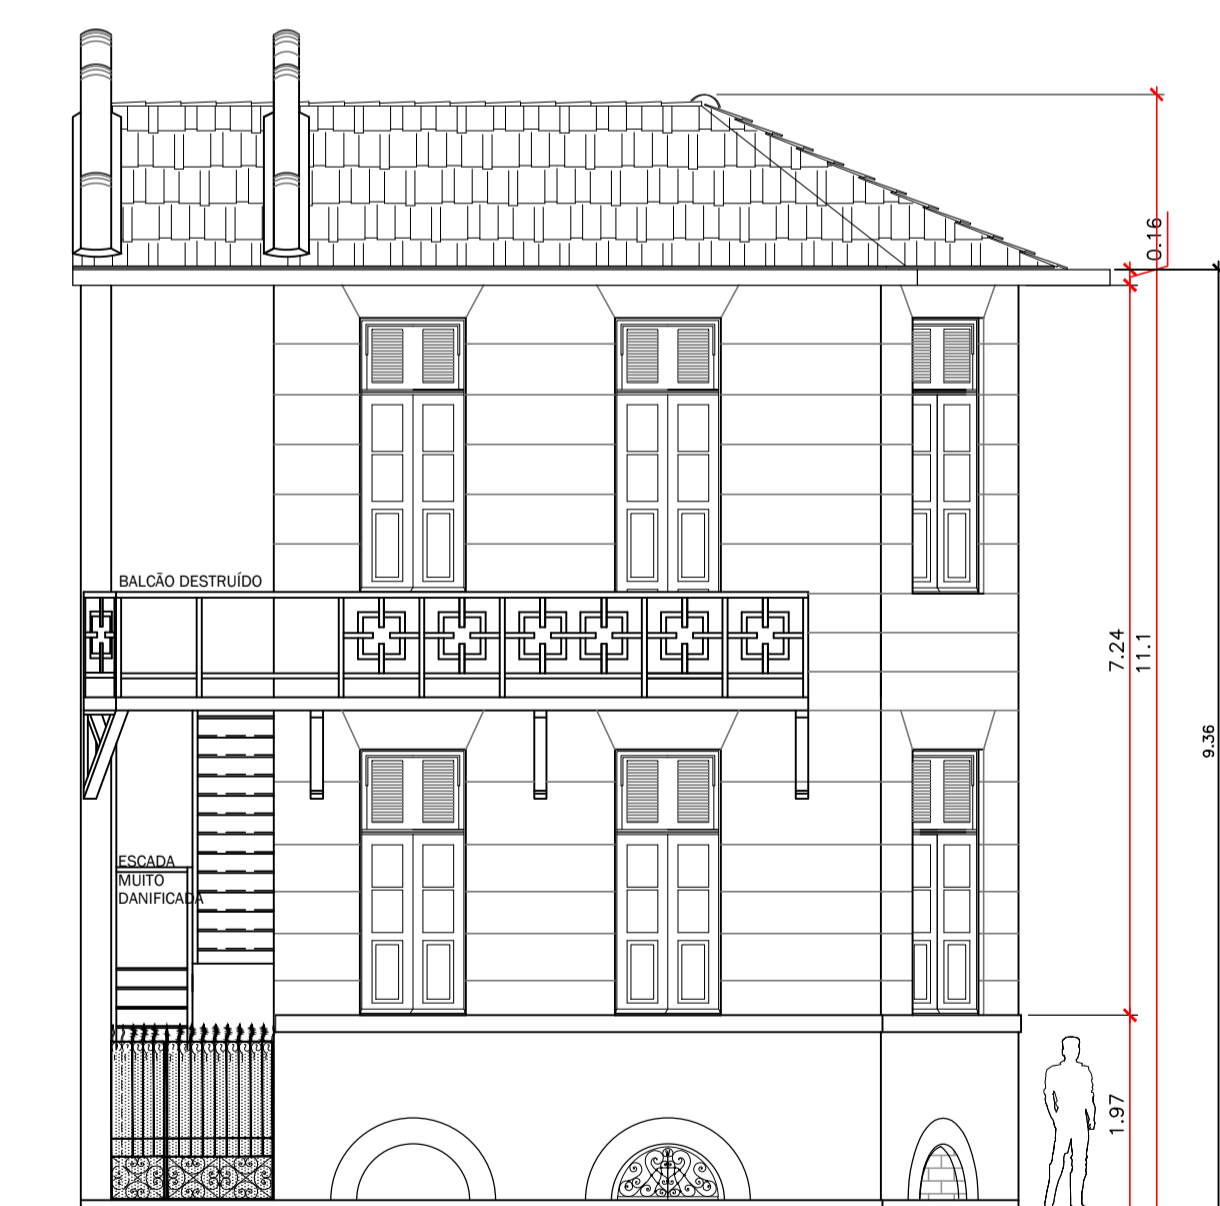 0.16
BALCÃO DESTRUÍDO
7.24
11.1
9.36
ESCADA
MUITO
DANIFICADA
1.97